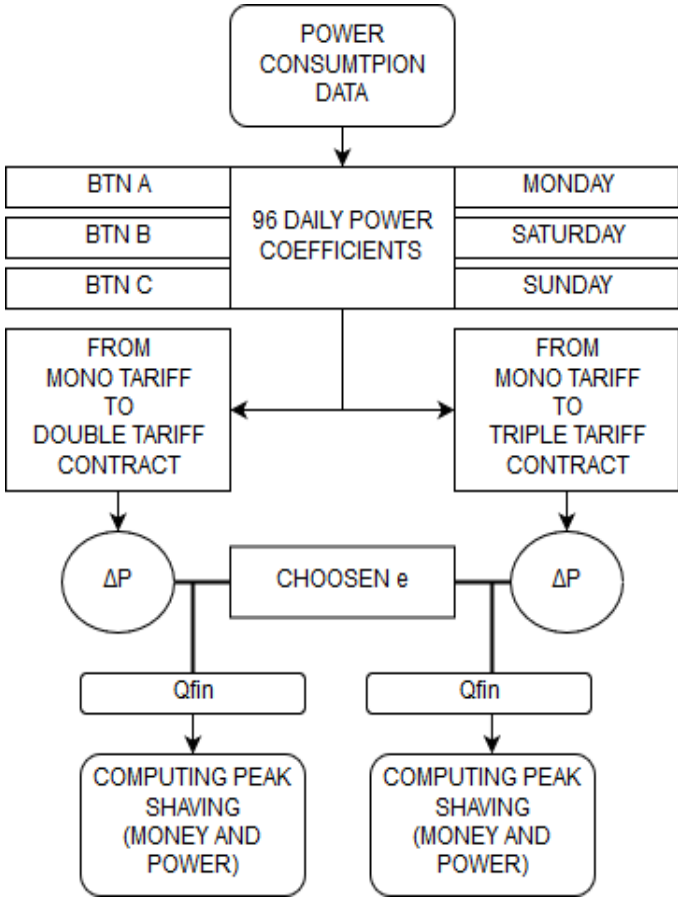 POWER
CONSUMTPION
DATA
BTN A
BTN B
BTN C
96 DAILY POWER
COEFFICIENTS
MONDAY
SATURDAY
SUNDAY
FROM
MONO TARIFF
TO
DOUBLE TARIFF
CONTRACT
FROM
MONO TARIFF
TO
TRIPLE TARIFF
CONTRACT
ΔP
CHOOSEN e
ΔP
Qfin
Qfin
COMPUTING PEAK
SHAVING
(MONEY AND
POWER)
COMPUTING PEAK
SHAVING
(MONEY AND
POWER)